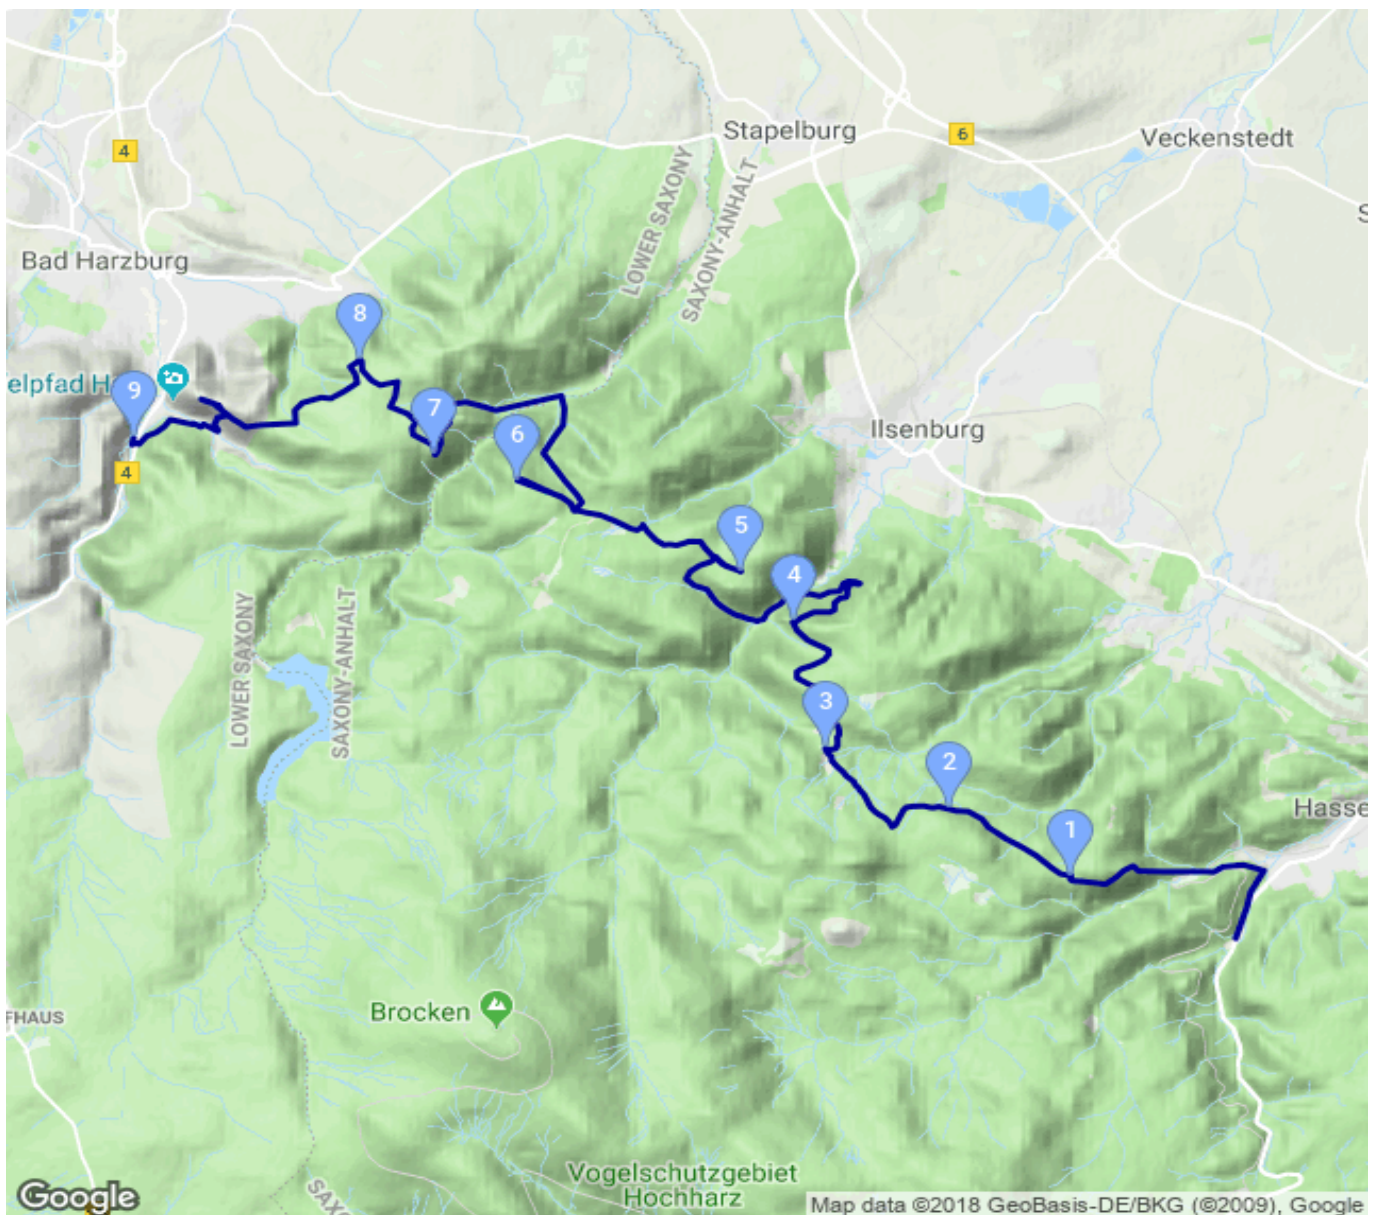 4
Stapelburg
6
Veckenstedt
LOWER SAXONY
SAXONY-ANHALT
Bad Harzburg
8
elpfad H
9
7
6
4
Ilsenburg
5
4
LOWER SAXONY
SAXONY-ANHALT
3
2
Hasse
1
Brocken
FHAUS
Vogelschutzgebiet
Hochharz
SAXO
Google
Map data ©2018 GeoBasis-DE/BKG (©2009), Google